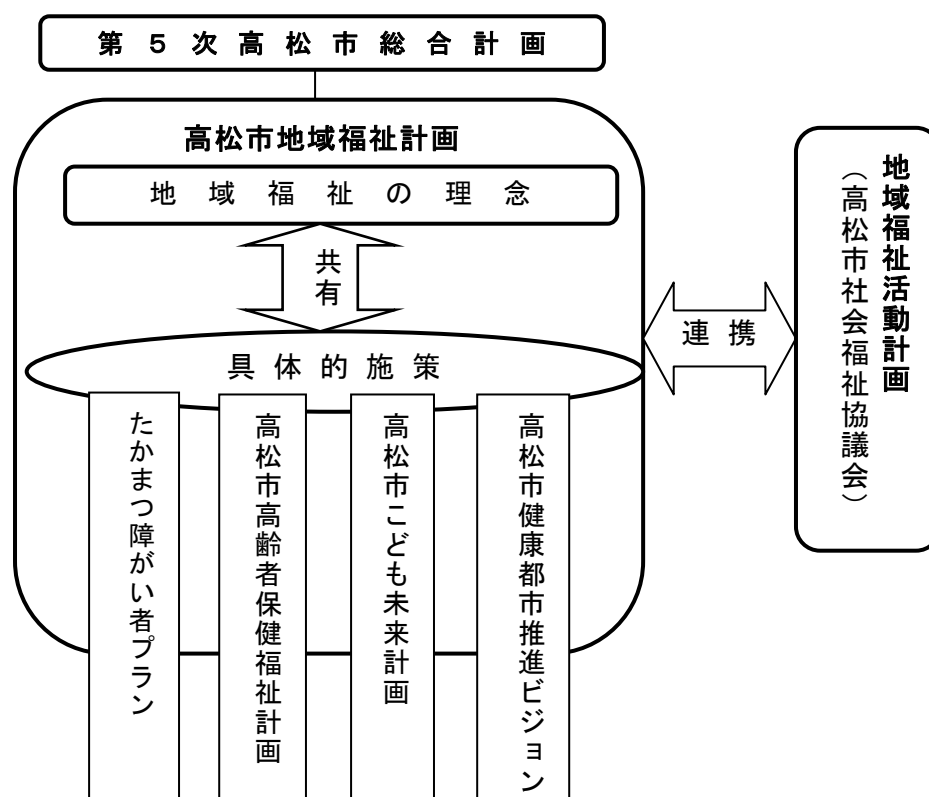 第５次高松市総合計画
高松市地域福祉計画
地域福祉の理念
共有
具体的施策
たかまつ障がい者プラン
高松市高齢者保健福祉計画
高松市こども未来計画
高松市健康都市推進ビジョン
連携
地域福祉活動計画
（高松市社会福祉協議会）